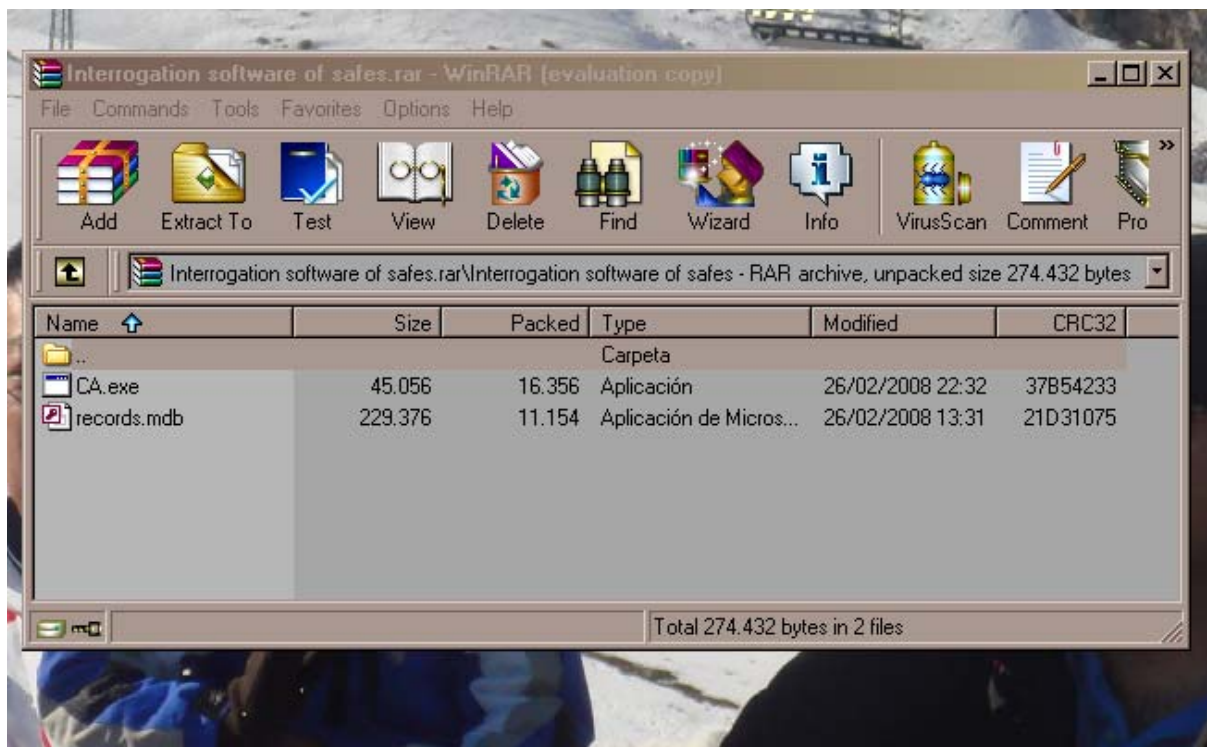 Interrogation software of safes.rar - WinRAR (evaluation copy)
File Commands Tools Favorites Options Help
Add Extract To Test View Delete Find Wizard Info VirusScan Comment Pro
Interrogation software of safes.rar\Interrogation software of safes - RAR archive, unpacked size 274.432 bytes
Name Size Packed Type Modified CRC32
.. Carpeta
CA.exe 45.056 16.356 Aplicación 26/02/2008 22:32 37B54233
records.mdb 229.376 11.154 Aplicación de Micros... 26/02/2008 13:31 21D31075
Total 274.432 bytes in 2 files